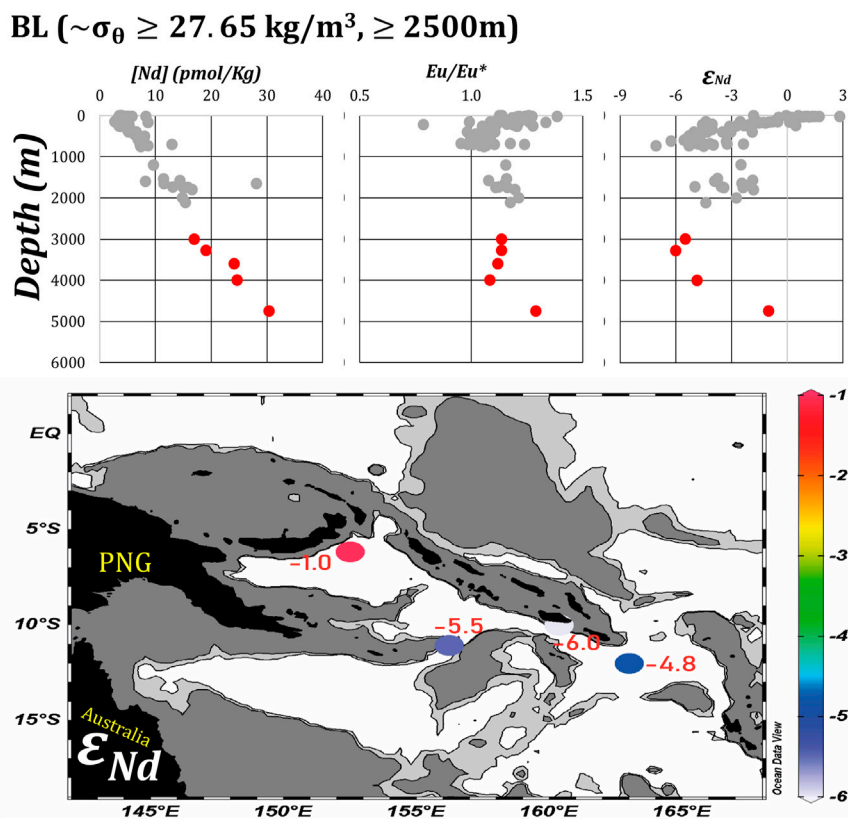 BL (~σθ ≥ 27.65 kg/m³, ≥ 2500m)
[Nd] (pmol/Kg)
Eu/Eu*
εNd
0 10 20 30 40
0.5 1.0 1.5
-9 -6 -3 0 3
Depth (m)
0
1000
2000
3000
4000
5000
6000
EQ
5°S
10°S
15°S
PNG
-1.0
-5.5
-6.0
-4.8
Australia
εNd
145°E 150°E 155°E 160°E 165°E
Ocean Data View
-1
-2
-3
-4
-5
-6